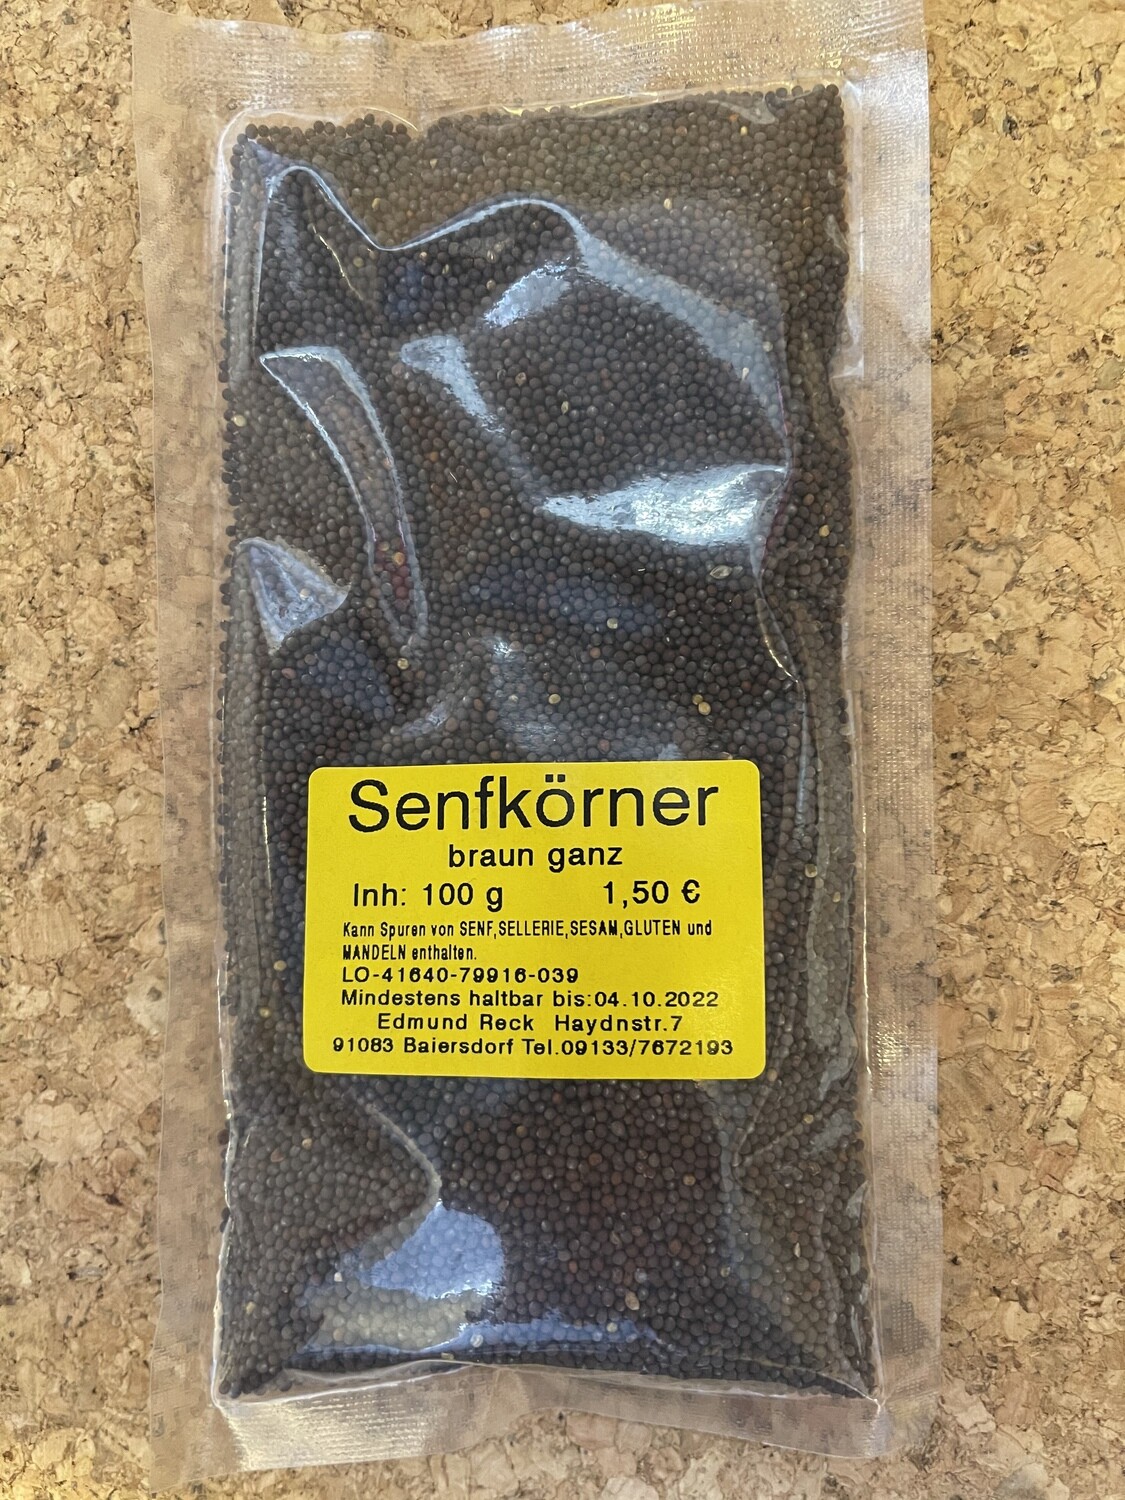 Senfkörner
braun ganz
Inh: 100 g 1,50 €
Kann Spuren von SENF,SELLERIE,SESAM,GLUTEN und
MANDELN enthalten.
LO-41640-79916-039
Mindestens haltbar bis:04.10.2022
Edmund Reck Haydnstr.7
91083 Baiersdorf Tel.09133/7672193